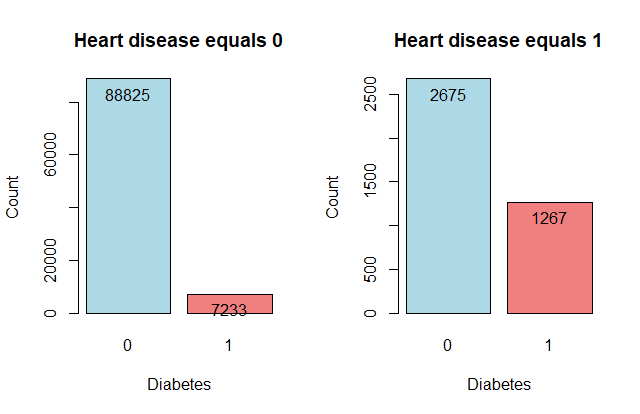 Heart disease equals 0
Count
0
20000
60000
88825
7233
0 1
Diabetes
Heart disease equals 1
Count
0
500
1500
2500
2675
1267
0 1
Diabetes